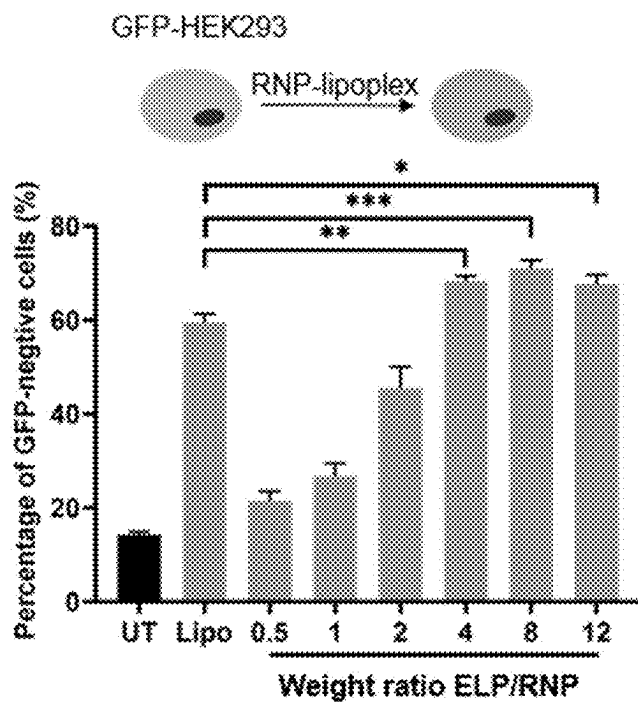 GFP-HEK293
RNP-lipoplex
*
***
**
Percentage of GFP-negtive cells (%)
80
60
40
20
0
UT Lipo 0.5 1 2 4 8 12
Weight ratio ELP/RNP